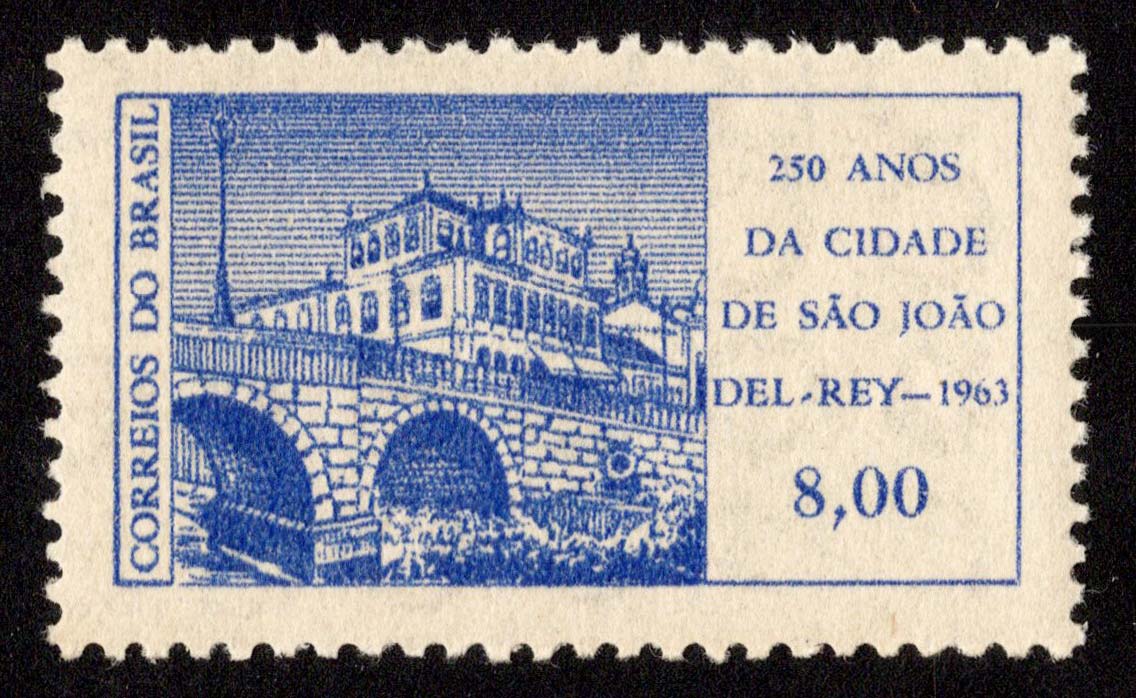 CORREIOS DO BRASIL
250 ANOS
DA CIDADE
DE SÃO JOÃO
DEL-REY—1963
8,00